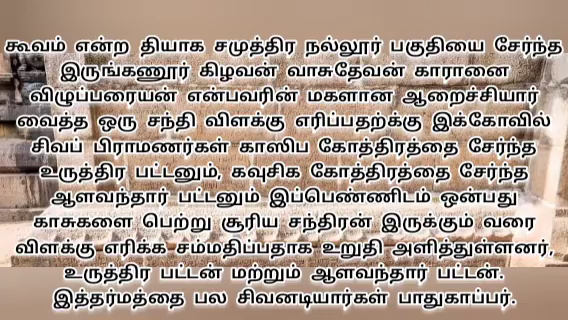 கூவம் என்ற தியாக சமுத்திர நல்லூர் பகுதியை சேர்ந்த
இருங்கணூர் கிழவன் வாசுதேவன் காரானை
விழுப்பரையன் என்பவரின் மகளான ஆறைச்சியார்
வைத்த ஒரு சந்தி விளக்கு எரிப்பதற்க்கு இக்கோவில்
சிவப் பிராமணர்கள் காஸிப கோத்திரத்தை சேர்ந்த
உருத்திர பட்டனும், கவுசிக கோத்திரத்தை சேர்ந்த
ஆளவந்தார் பட்டனும் இப்பெண்ணிடம் ஒன்பது
காசுகளை பெற்று சூரிய சந்திரன் இருக்கும் வரை
விளக்கு எரிக்க சம்மதிப்பதாக உறுதி அளித்துள்ளனர்,
உருத்திர பட்டன் மற்றும் ஆளவந்தார் பட்டன்.
இத்தர்மத்தை பல சிவனடியார்கள் பாதுகாப்பர்.